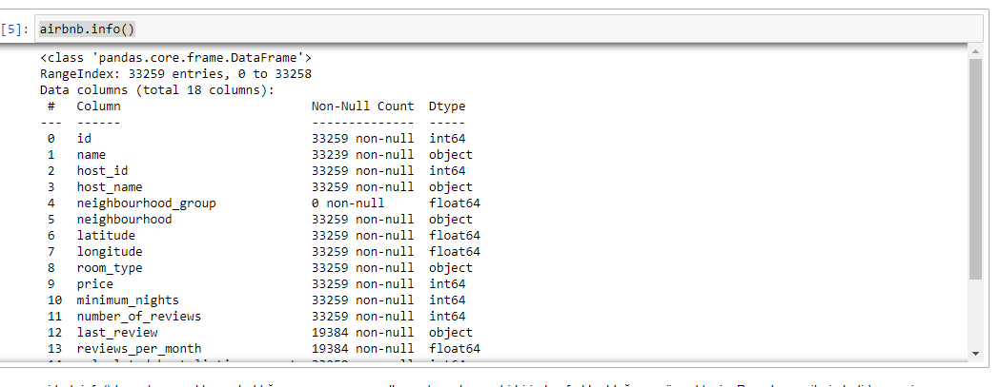 [5]: airbnb.info()
<class 'pandas.core.frame.DataFrame'>
RangeIndex: 33259 entries, 0 to 33258
Data columns (total 18 columns):
 #   Column                          Non-Null Count  Dtype
---  ------                          --------------  -----
 0   id                              33259 non-null  int64
 1   name                            33239 non-null  object
 2   host_id                         33259 non-null  int64
 3   host_name                       33259 non-null  object
 4   neighbourhood_group             0 non-null      float64
 5   neighbourhood                   33259 non-null  object
 6   latitude                        33259 non-null  float64
 7   longitude                       33259 non-null  float64
 8   room_type                       33259 non-null  object
 9   price                           33259 non-null  int64
 10  minimum_nights                  33259 non-null  int64
 11  number_of_reviews               33259 non-null  int64
 12  last_review                     19384 non-null  object
 13  reviews_per_month               19384 non-null  float64